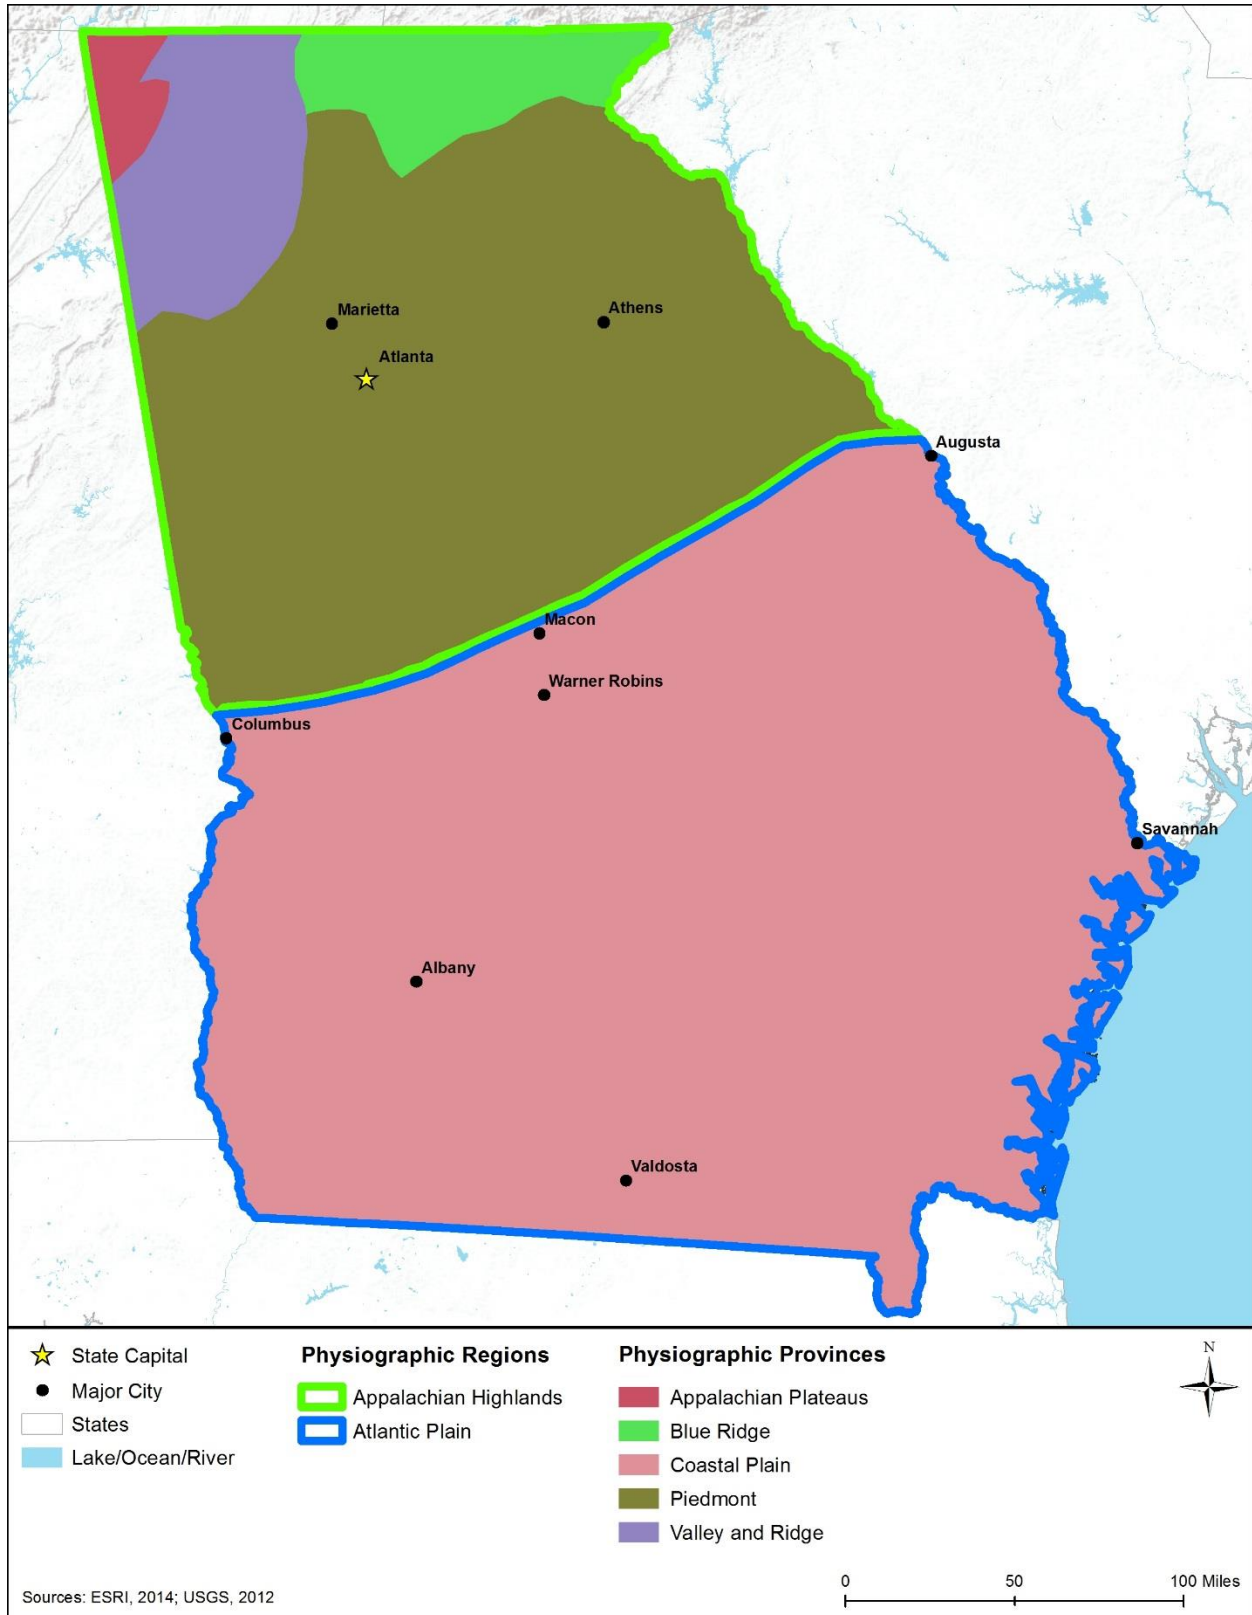 Marietta
Athens
Atlanta
Augusta
Macon
Warner Robins
Columbus
Savannah
Albany
Valdosta
State Capital
Major City
States
Lake/Ocean/River
Physiographic Regions
Appalachian Highlands
Atlantic Plain
Physiographic Provinces
Appalachian Plateaus
Blue Ridge
Coastal Plain
Piedmont
Valley and Ridge
N
Sources: ESRI, 2014; USGS, 2012
0 50 100 Miles